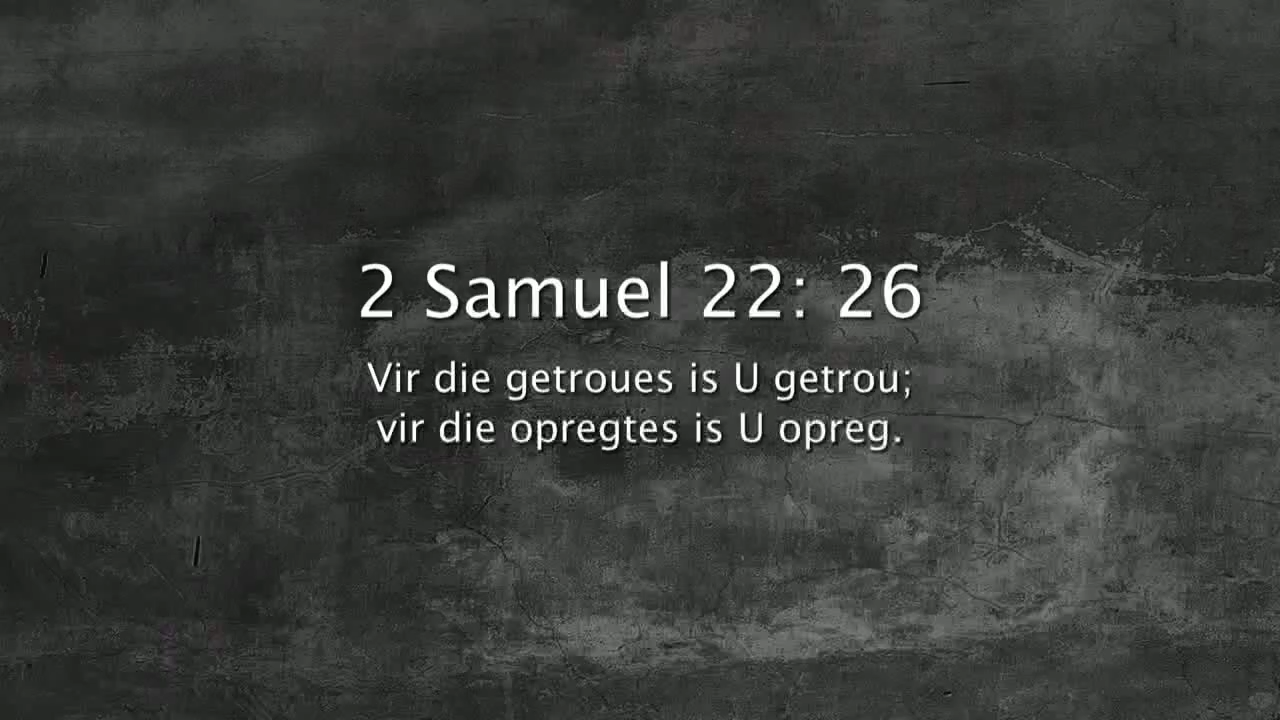 2 Samuel 22: 26
Vir die getroues is U getrou;
vir die opregtes is U opreg.